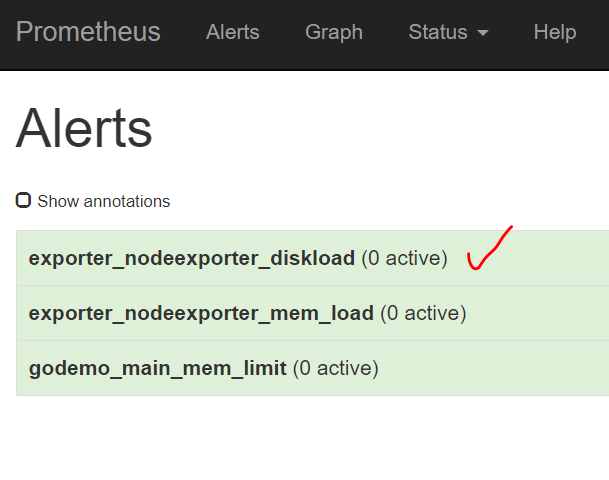 Prometheus Alerts Graph Status Help
Alerts
Show annotations
exporter_nodeexporter_diskload (0 active)
exporter_nodeexporter_mem_load (0 active)
godemo_main_mem_limit (0 active)